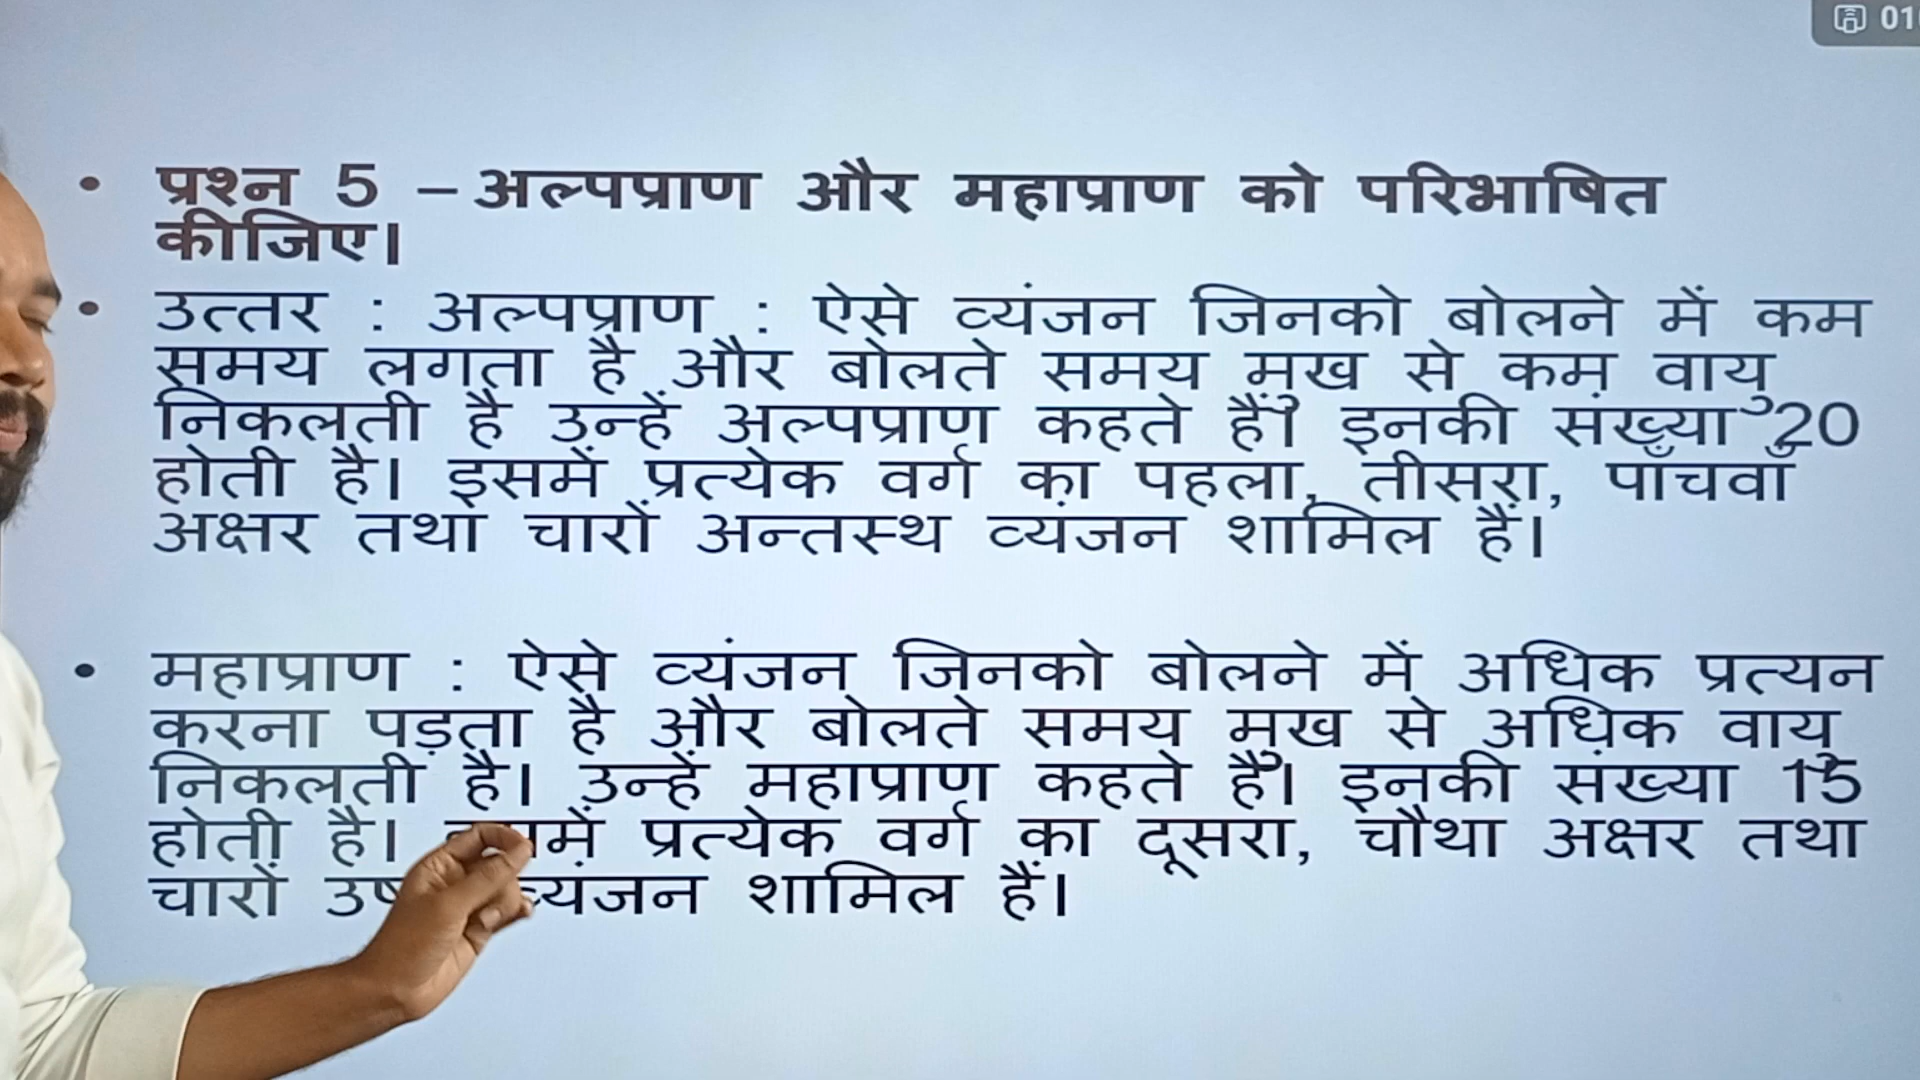 01
• प्रश्न 5 – अल्पप्राण और महाप्राण को परिभाषित
कीजिए।
• उत्तर : अल्पप्राण : ऐसे व्यंजन जिनको बोलने में कम
समय लगता है और बोलते समय मुख से कम वायु
निकलती है उन्हें अल्पप्राण कहते हैं। इनकी संख्या 20
होती है। इसमें प्रत्येक वर्ग का पहला, तीसरा, पाँचवाँ
अक्षर तथा चारों अन्तस्थ व्यंजन शामिल हैं।
• महाप्राण : ऐसे व्यंजन जिनको बोलने में अधिक प्रत्यन
करना पड़ता है और बोलते समय मुख से अधिक वायु
निकलती है। उन्हें महाप्राण कहते हैं। इनकी संख्या 15
होती है। प्रत्येक वर्ग का दूसरा, चौथा अक्षर तथा
चारों व्यंजन शामिल हैं।